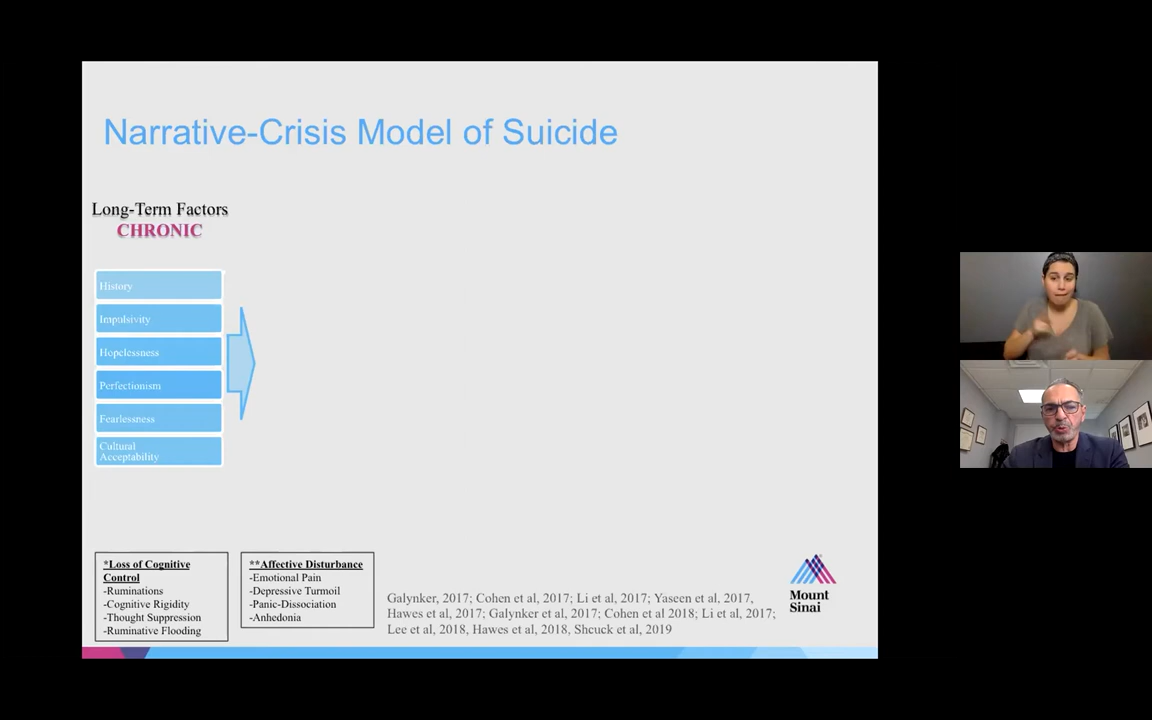 Narrative-Crisis Model of Suicide
Long-Term Factors
CHRONIC
History
Impulsivity
Hopelessness
Perfectionism
Fearlessness
Cultural
Acceptability
*Loss of Cognitive
Control
-Ruminations
-Cognitive Rigidity
-Thought Suppression
-Ruminative Flooding
**Affective Disturbance
-Emotional Pain
-Depressive Turmoil
-Panic-Dissociation
-Anhedonia
Galynker, 2017; Cohen et al, 2017; Li et al, 2017; Yaseen et al, 2017,
Hawes et al, 2017; Galynker et al, 2017; Cohen et al 2018; Li et al, 2017;
Lee et al, 2018, Hawes et al, 2018, Shcuck et al, 2019
Mount
Sinai